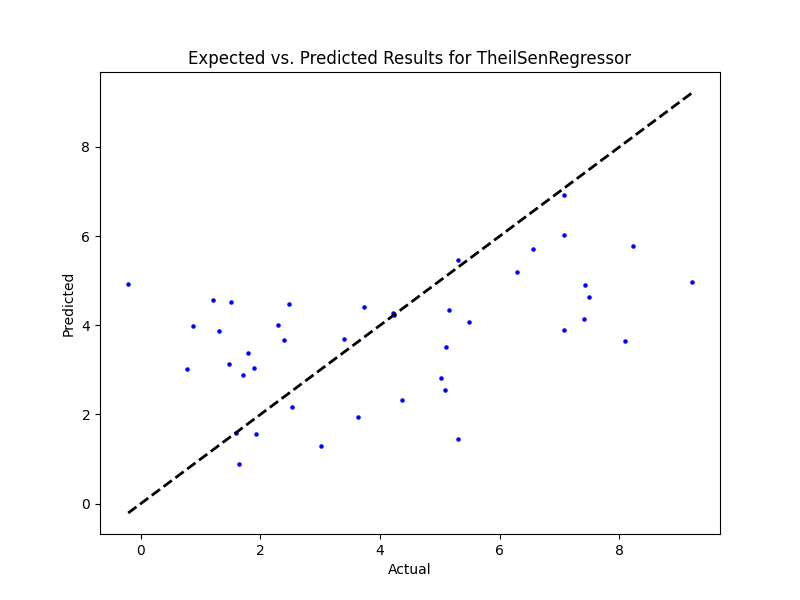 Expected vs. Predicted Results for TheilSenRegressor
Predicted
8
6
4
2
0
0 2 4 6 8
Actual